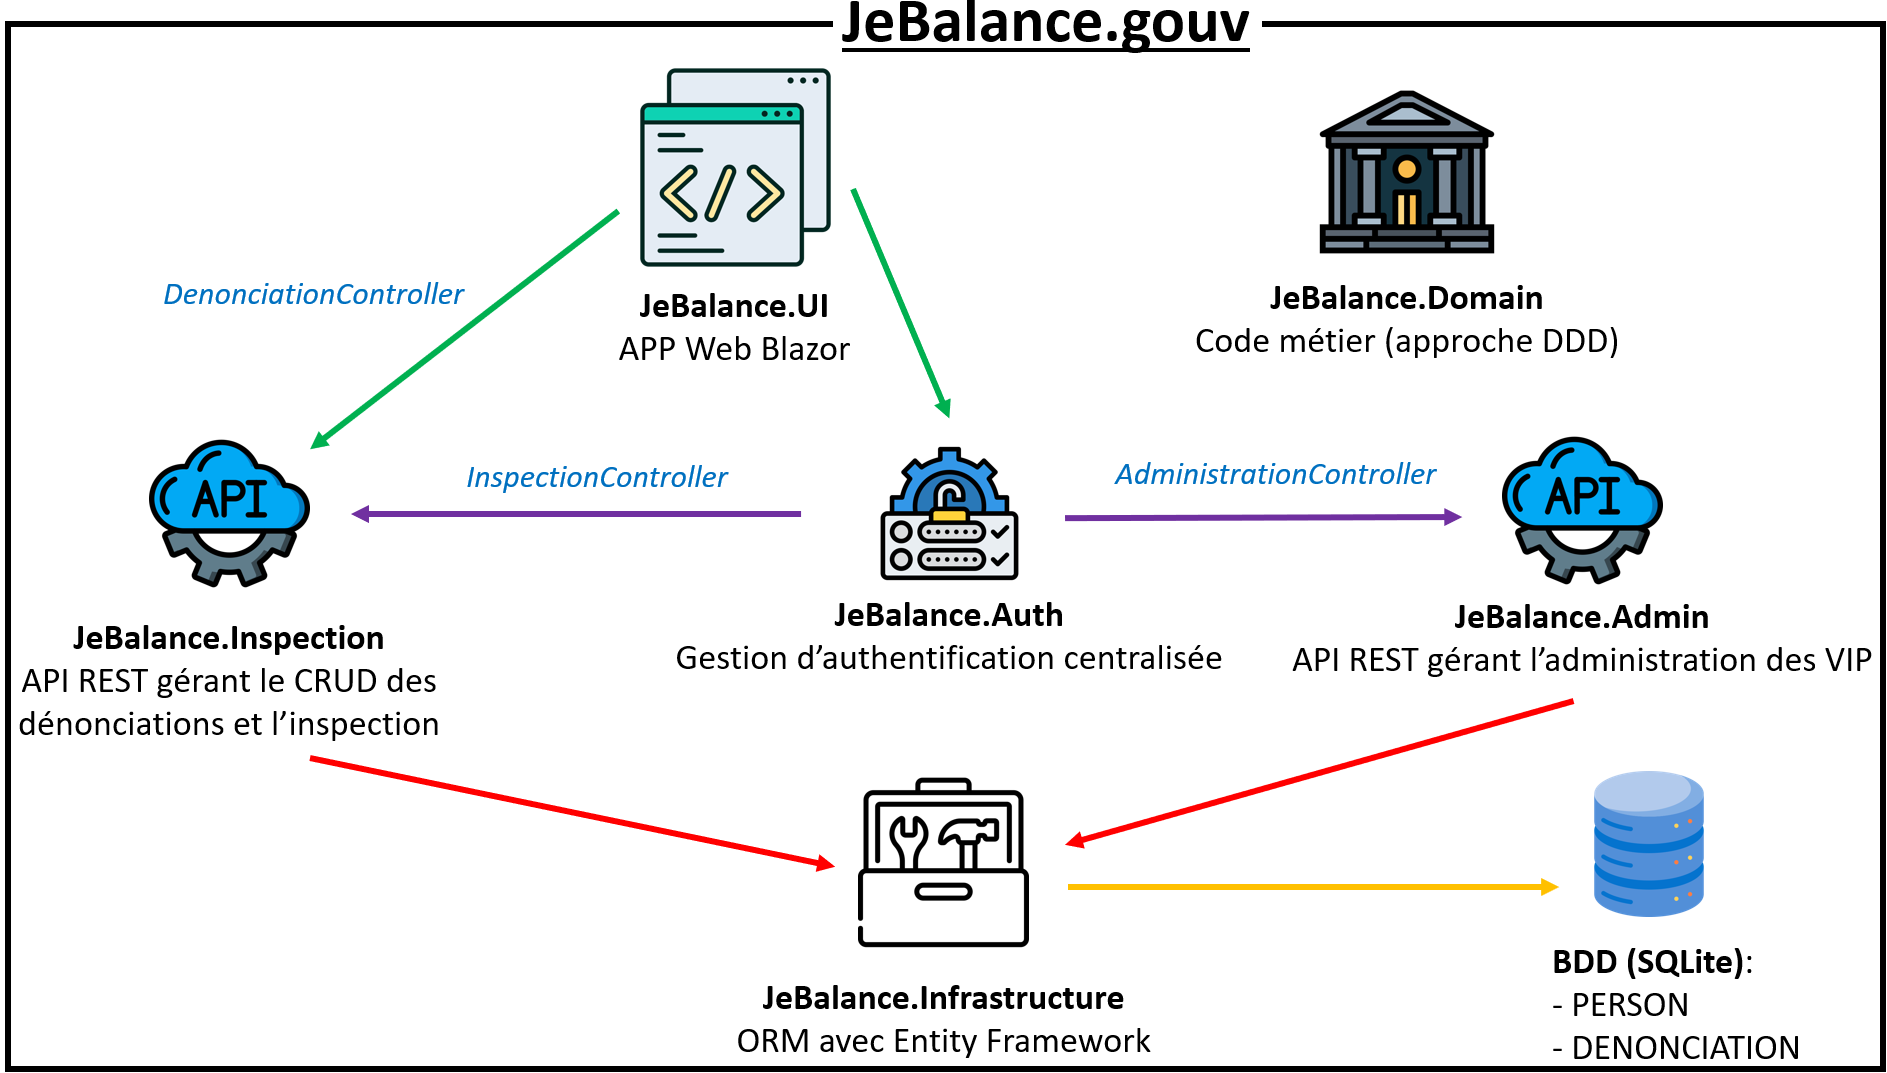 JeBalance.gouv
JeBalance.UI
APP Web Blazor
JeBalance.Domain
Code métier (approche DDD)
DenonciationController
InspectionController
AdministrationController
API
API
JeBalance.Inspection
API REST gérant le CRUD des
dénonciations et l’inspection
JeBalance.Auth
Gestion d’authentification centralisée
JeBalance.Admin
API REST gérant l’administration des VIP
JeBalance.Infrastructure
ORM avec Entity Framework
BDD (SQLite):
- PERSON
- DENONCIATION